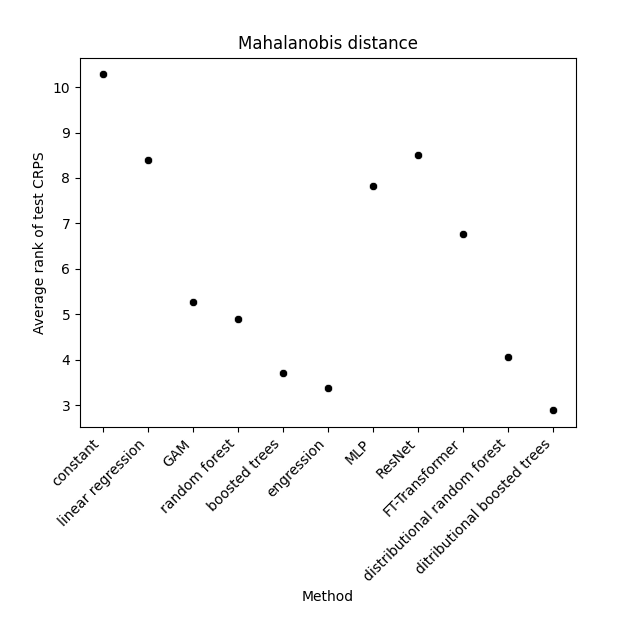 Mahalanobis distance
Average rank of test CRPS
10
9
8
7
6
5
4
3
constant
linear regression
GAM
random forest
boosted trees
engression
MLP
ResNet
FT-Transformer
distributional random forest
ditributional boosted trees
Method